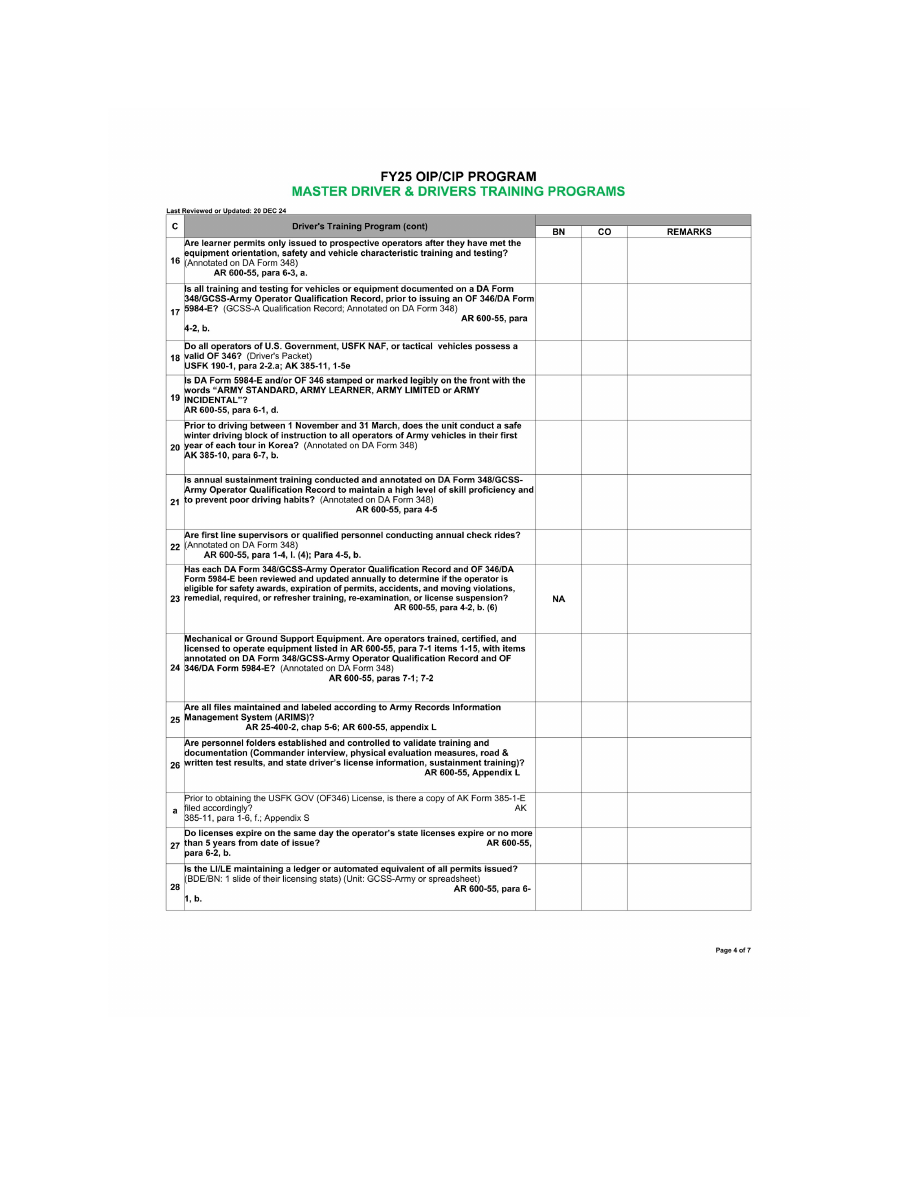 FY25 OIP/CIP PROGRAM
MASTER DRIVER & DRIVERS TRAINING PROGRAMS
Last Reviewed or Updated: 20 DEC 24
C Driver's Training Program (cont)
BN CO REMARKS
Are learner permits only issued to prospective operators after they have met the
equipment orientation, safety and vehicle characteristic training and testing?
16 (Annotated on DA Form 348)
AR 600-55, para 6-3, a.
Is all training and testing for vehicles or equipment documented on a DA Form
348/GCSS-Army Operator Qualification Record, prior to issuing an OF 346/DA Form
17 5984-E? (GCSS-A Qualification Record; Annotated on DA Form 348)
AR 600-55, para
4-2, b.
Do all operators of U.S. Government, USFK NAF, or tactical vehicles possess a
18 valid OF 346? (Driver's Packet)
USFK 190-1, para 2-2.a; AK 385-11, 1-5e
Is DA Form 5984-E and/or OF 346 stamped or marked legibly on the front with the
19 words “ARMY STANDARD, ARMY LEARNER, ARMY LIMITED or ARMY
INCIDENTAL”?
AR 600-55, para 6-1, d.
Prior to driving between 1 November and 31 March, does the unit conduct a safe
winter driving block of instruction to all operators of Army vehicles in their first
20 year of each tour in Korea? (Annotated on DA Form 348)
AK 385-10, para 6-7, b.
Is annual sustainment training conducted and annotated on DA Form 348/GCSS-
Army Operator Qualification Record to maintain a high level of skill proficiency and
21 to prevent poor driving habits? (Annotated on DA Form 348)
AR 600-55, para 4-5
Are first line supervisors or qualified personnel conducting annual check rides?
22 (Annotated on DA Form 348)
AR 600-55, para 1-4, l. (4); Para 4-5, b.
Has each DA Form 348/GCSS-Army Operator Qualification Record and OF 346/DA
Form 5984-E been reviewed and updated annually to determine if the operator is
eligible for safety awards, expiration of permits, accidents, and moving violations,
23 remedial, required, or refresher training, re-examination, or license suspension? NA
AR 600-55, para 4-2, b. (6)
Mechanical or Ground Support Equipment. Are operators trained, certified, and
licensed to operate equipment listed in AR 600-55, para 7-1 items 1-15, with items
annotated on DA Form 348/GCSS-Army Operator Qualification Record and OF
24 346/DA Form 5984-E? (Annotated on DA Form 348)
AR 600-55, paras 7-1; 7-2
Are all files maintained and labeled according to Army Records Information
25 Management System (ARIMS)?
AR 25-400-2, chap 5-6; AR 600-55, appendix L
Are personnel folders established and controlled to validate training and
documentation (Commander interview, physical evaluation measures, road &
26 written test results, and state driver's license information, sustainment training)?
AR 600-55, Appendix L
Prior to obtaining the USFK GOV (OF346) License, is there a copy of AK Form 385-1-E
a filed accordingly? AK
385-11, para 1-6, f.; Appendix S
Do licenses expire on the same day the operator's state licenses expire or no more
27 than 5 years from date of issue? AR 600-55,
para 6-2, b.
Is the LI/LE maintaining a ledger or automated equivalent of all permits issued?
28 (BDE/BN: 1 slide of their licensing stats) (Unit: GCSS-Army or spreadsheet)
AR 600-55, para 6-
1, b.
Page 4 of 7